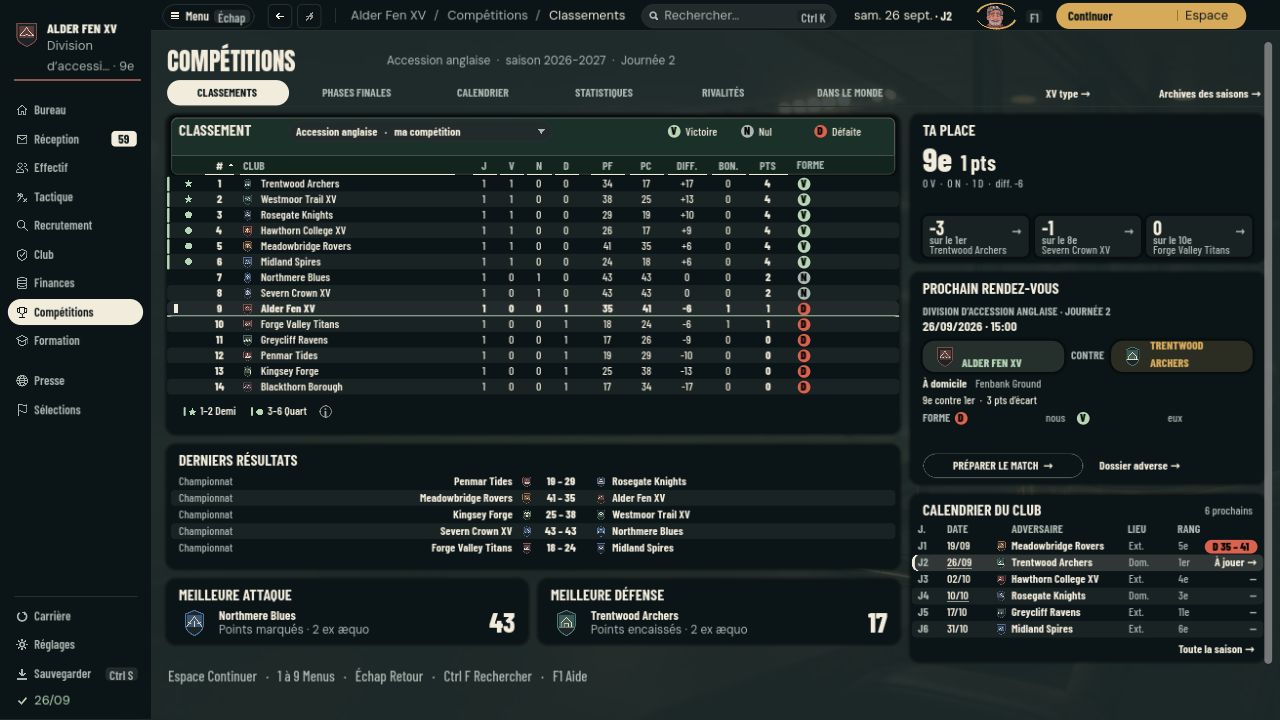 ALDER FEN XV
Division
d'accessi... · 9e
Menu Échap
Alder Fen XV / Compétitions / Classements
Rechercher... Ctrl K
sam. 26 sept. · J2
F1
Continuer Espace
Bureau
Réception 59
Effectif
Tactique
Recrutement
Club
Finances
Compétitions
Formation
Presse
Sélections
Carrière
Réglages
Sauvegarder Ctrl S
26/09
COMPÉTITIONS
Accession anglaise · saison 2026-2027 · Journée 2
CLASSEMENTS PHASES FINALES CALENDRIER STATISTIQUES RIVALITÉS DANS LE MONDE
XV type → Archives des saisons →
CLASSEMENT Accession anglaise · ma compétition V Victoire N Nul D Défaite
# CLUB J V N D PF PC DIFF. BON. PTS FORME
1 Trentwood Archers 1 1 0 0 34 17 +17 0 4 V
2 Westmoor Trail XV 1 1 0 0 38 25 +13 0 4 V
3 Rosegate Knights 1 1 0 0 29 19 +10 0 4 V
4 Hawthorn College XV 1 1 0 0 26 17 +9 0 4 V
5 Meadowbridge Rovers 1 1 0 0 41 35 +6 0 4 V
6 Midland Spires 1 1 0 0 24 18 +6 0 4 V
7 Northmere Blues 1 0 1 0 43 43 0 0 2 N
8 Severn Crown XV 1 0 1 0 43 43 0 0 2 N
9 Alder Fen XV 1 0 0 1 35 41 -6 1 1 D
10 Forge Valley Titans 1 0 0 1 18 24 -6 1 1 D
11 Greycliff Ravens 1 0 0 1 17 26 -9 0 0 D
12 Penmar Tides 1 0 0 1 19 29 -10 0 0 D
13 Kingsey Forge 1 0 0 1 25 38 -13 0 0 D
14 Blackthorn Borough 1 0 0 1 17 34 -17 0 0 D
1-2 Demi 3-6 Quart
DERNIERS RÉSULTATS
Championnat Penmar Tides 19 - 29 Rosegate Knights
Championnat Meadowbridge Rovers 41 - 35 Alder Fen XV
Championnat Kingsey Forge 25 - 38 Westmoor Trail XV
Championnat Severn Crown XV 43 - 43 Northmere Blues
Championnat Forge Valley Titans 18 - 24 Midland Spires
MEILLEURE ATTAQUE
Northmere Blues
Points marqués · 2 ex æquo
43
MEILLEURE DÉFENSE
Trentwood Archers
Points encaissés · 2 ex æquo
17
Espace Continuer · 1 à 9 Menus · Échap Retour · Ctrl F Rechercher · F1 Aide
TA PLACE
9e 1 pts
0 V · 0 N · 1 D · diff. -6
-3 →
sur le 1er
Trentwood Archers
-1 →
sur le 8e
Severn Crown XV
0 →
sur le 10e
Forge Valley Titans
PROCHAIN RENDEZ-VOUS
DIVISION D'ACCESSION ANGLAISE · JOURNÉE 2
26/09/2026 · 15:00
ALDER FEN XV CONTRE TRENTWOOD ARCHERS
À domicile Fenbank Ground
9e contre 1er · 3 pts d'écart
FORME D nous V eux
PRÉPARER LE MATCH → Dossier adverse →
CALENDRIER DU CLUB 6 prochains
J. DATE ADVERSAIRE LIEU RANG
J1 19/09 Meadowbridge Rovers Ext. 5e D 35 - 41
J2 26/09 Trentwood Archers Dom. 1er À jouer →
J3 02/10 Hawthorn College XV Ext. 4e –
J4 10/10 Rosegate Knights Dom. 3e –
J5 17/10 Greycliff Ravens Ext. 11e –
J6 31/10 Midland Spires Ext. 6e –
Toute la saison →